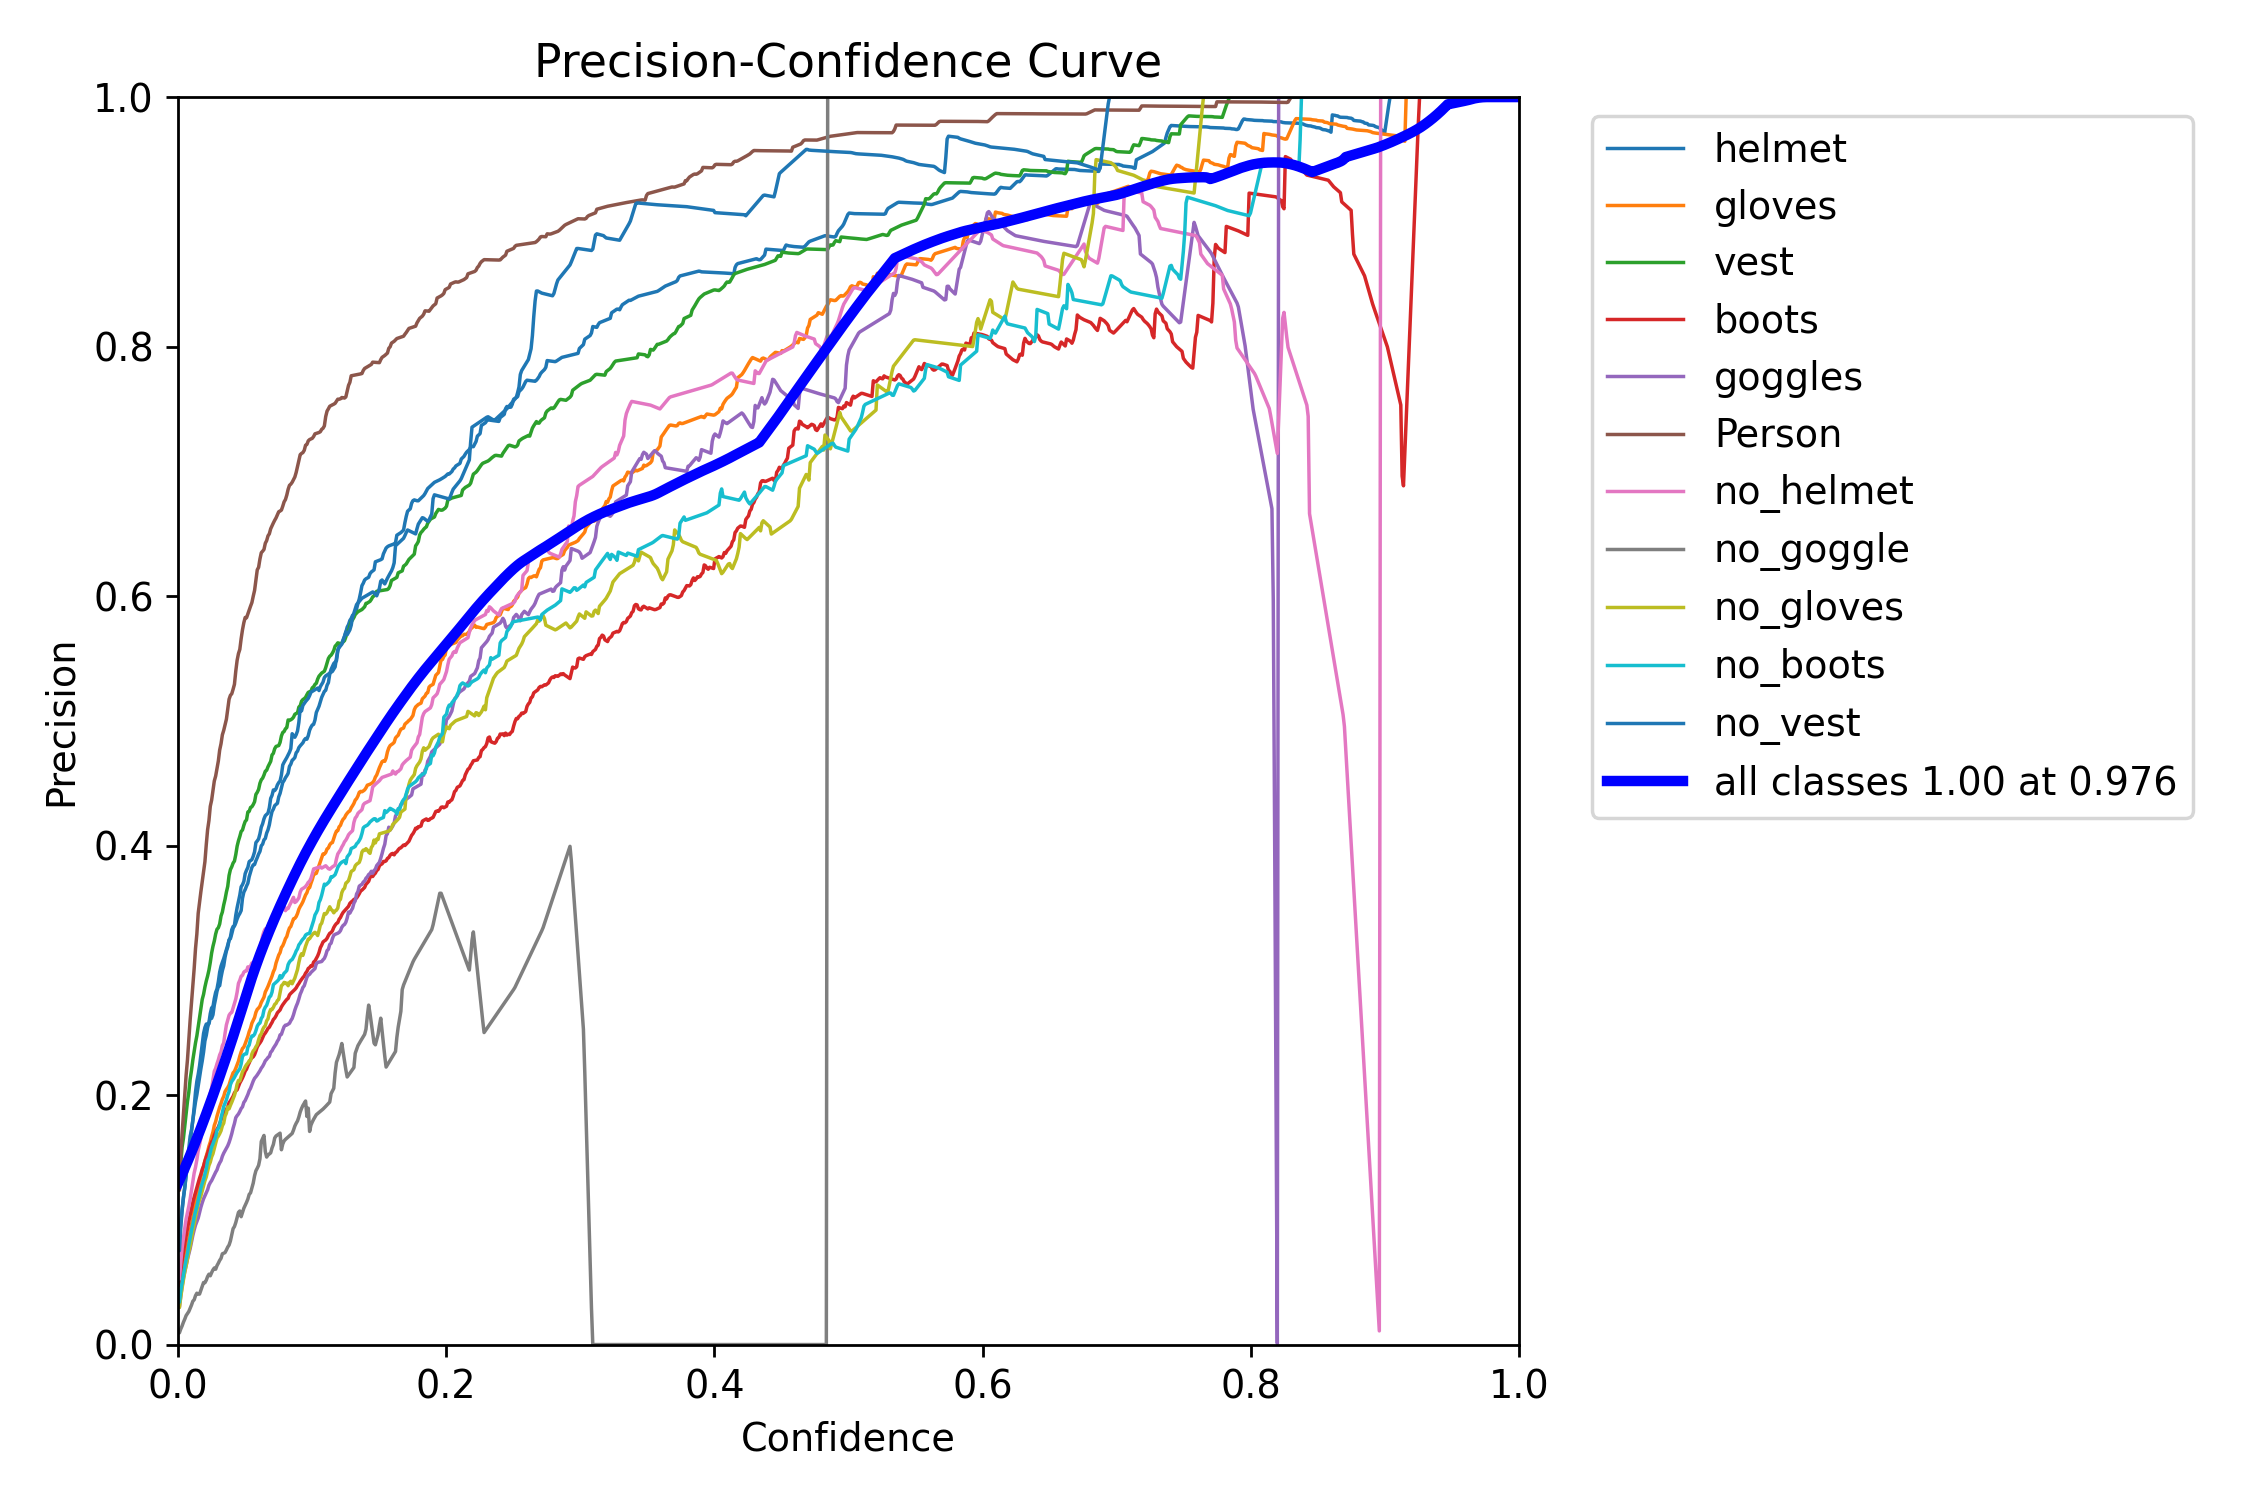 Precision-Confidence Curve
1.0
0.8
0.6
0.4
0.2
0.0
Precision
0.0 0.2 0.4 0.6 0.8 1.0
Confidence
helmet
gloves
vest
boots
goggles
Person
no_helmet
no_goggle
no_gloves
no_boots
no_vest
all classes 1.00 at 0.976